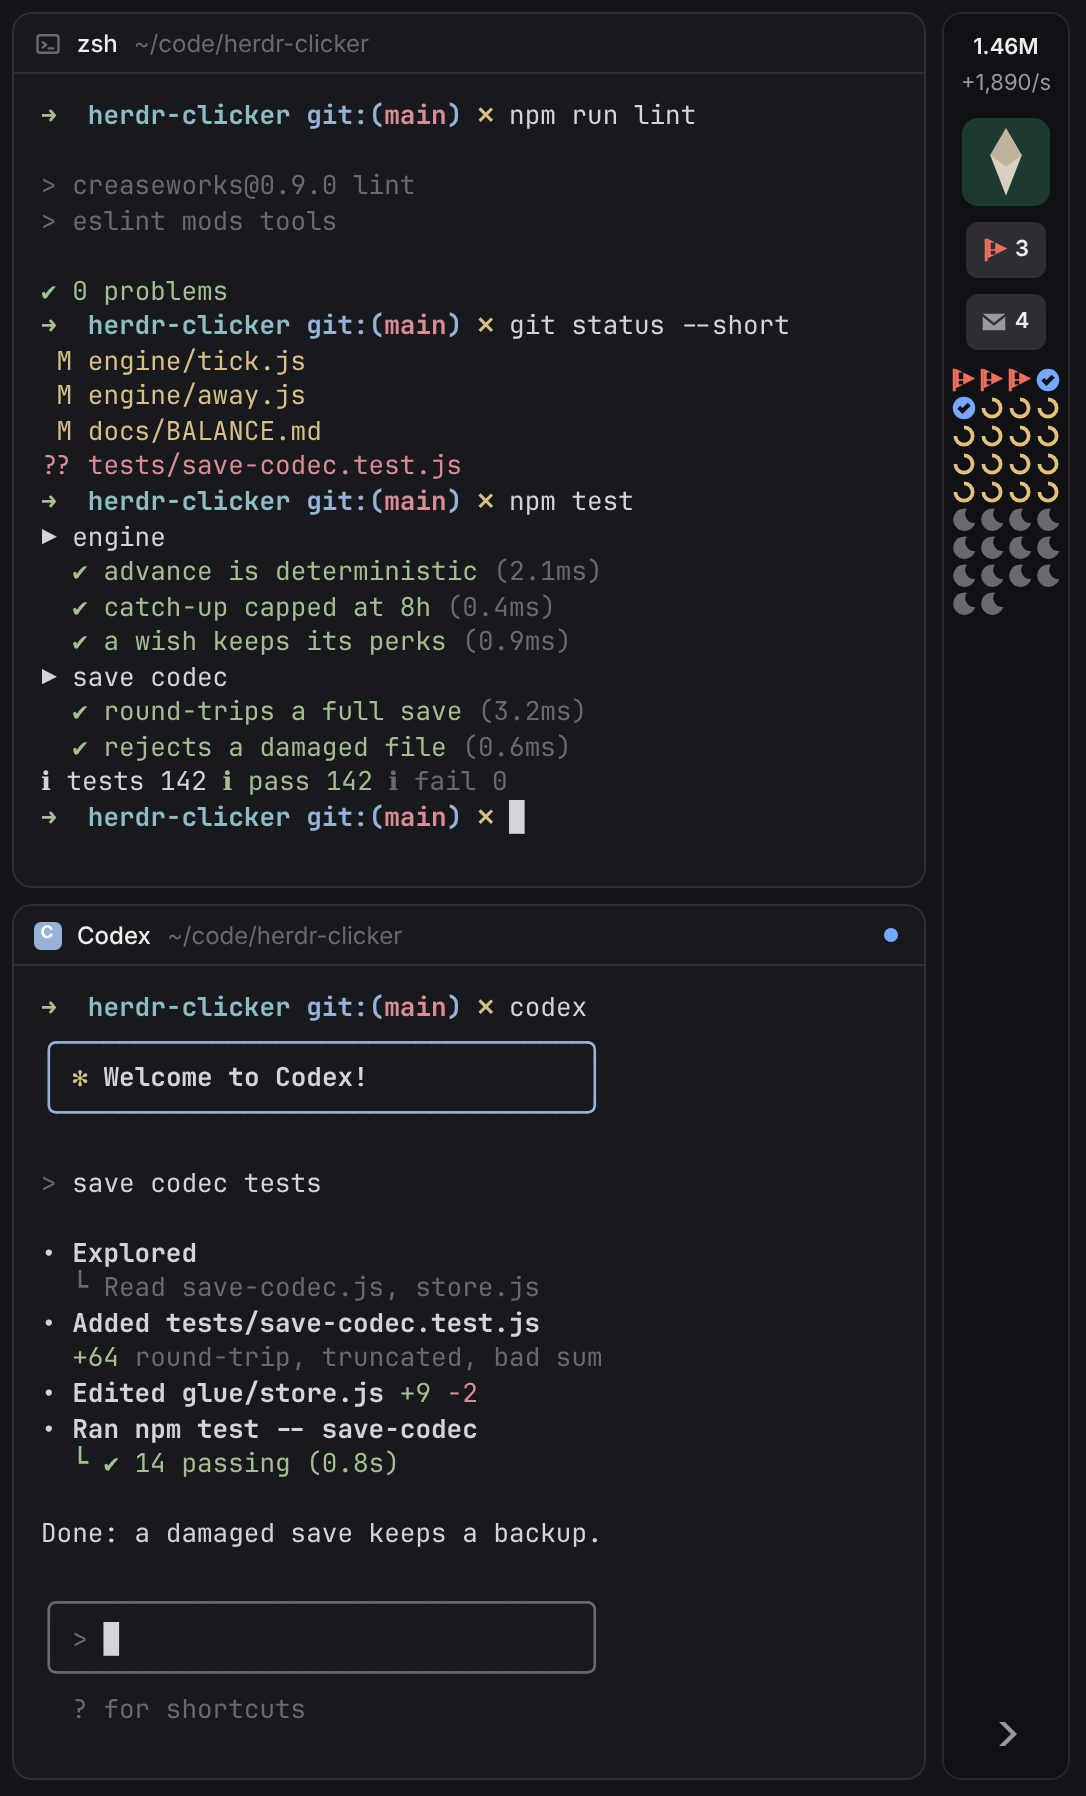 zsh ~/code/herdr-clicker
➜ herdr-clicker git:(main) ✗ npm run lint
> creaseworks@0.9.0 lint
> eslint mods tools
✔ 0 problems
➜ herdr-clicker git:(main) ✗ git status --short
M engine/tick.js
M engine/away.js
M docs/BALANCE.md
?? tests/save-codec.test.js
➜ herdr-clicker git:(main) ✗ npm test
▶ engine
✔ advance is deterministic (2.1ms)
✔ catch-up capped at 8h (0.4ms)
✔ a wish keeps its perks (0.9ms)
▶ save codec
✔ round-trips a full save (3.2ms)
✔ rejects a damaged file (0.6ms)
ℹ tests 142 ℹ pass 142 ℹ fail 0
➜ herdr-clicker git:(main) ✗
C Codex ~/code/herdr-clicker
➜ herdr-clicker git:(main) ✗ codex
✻ Welcome to Codex!
> save codec tests
• Explored
└ Read save-codec.js, store.js
• Added tests/save-codec.test.js
+64 round-trip, truncated, bad sum
• Edited glue/store.js +9 -2
• Ran npm test -- save-codec
└ ✔ 14 passing (0.8s)
Done: a damaged save keeps a backup.
>
? for shortcuts
1.46M
+1,890/s
3
4